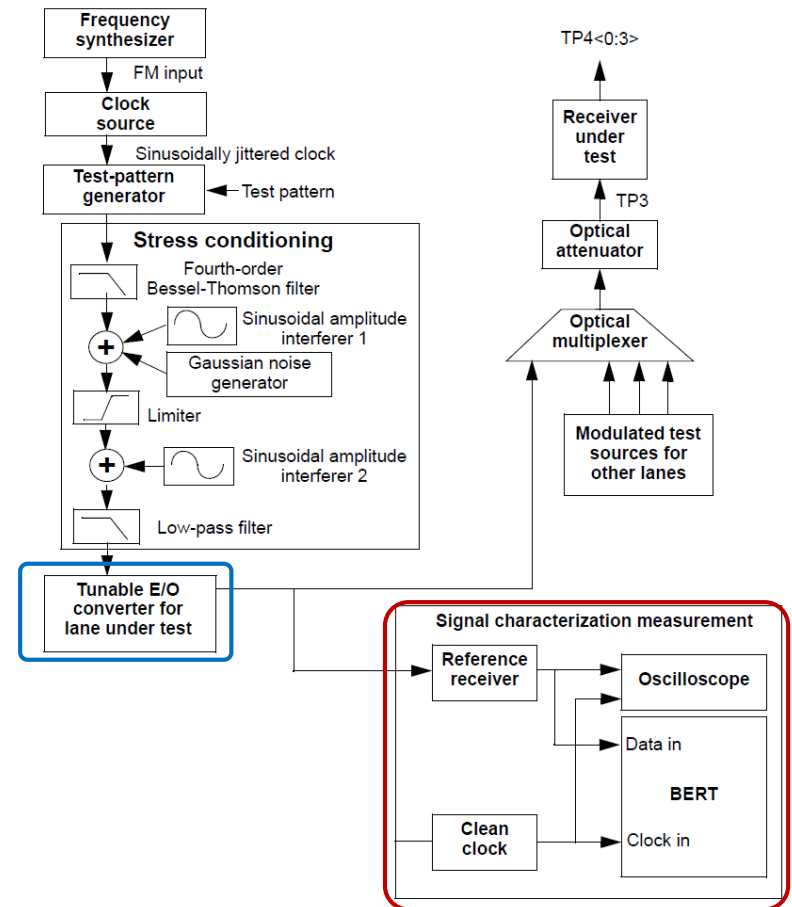 Frequency
synthesizer
FM input
Clock
source
Sinusoidally jittered clock
Test-pattern
generator
Test pattern
Stress conditioning
Fourth-order
Bessel-Thomson filter
+
Sinusoidal amplitude
interferer 1
Gaussian noise
generator
Limiter
+
Sinusoidal amplitude
interferer 2
Low-pass filter
Tunable E/O
converter for
lane under test
TP4<0:3>
Receiver
under
test
TP3
Optical
attenuator
Optical
multiplexer
Modulated test
sources for
other lanes
Signal characterization measurement
Reference
receiver
Oscilloscope
Data in
BERT
Clean
clock
Clock in